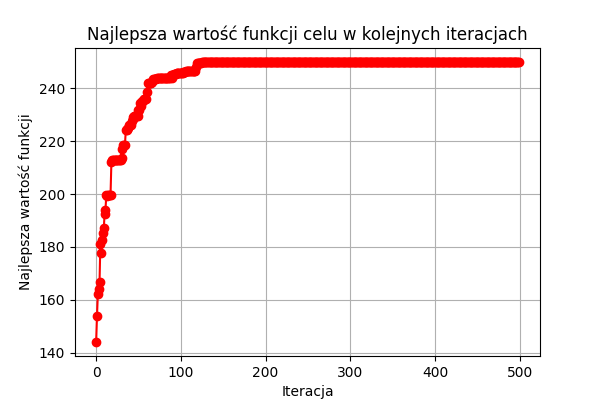 Najlepsza wartość funkcji celu w kolejnych iteracjach
Najlepsza wartość funkcji
240
220
200
180
160
140
0 100 200 300 400 500
Iteracja